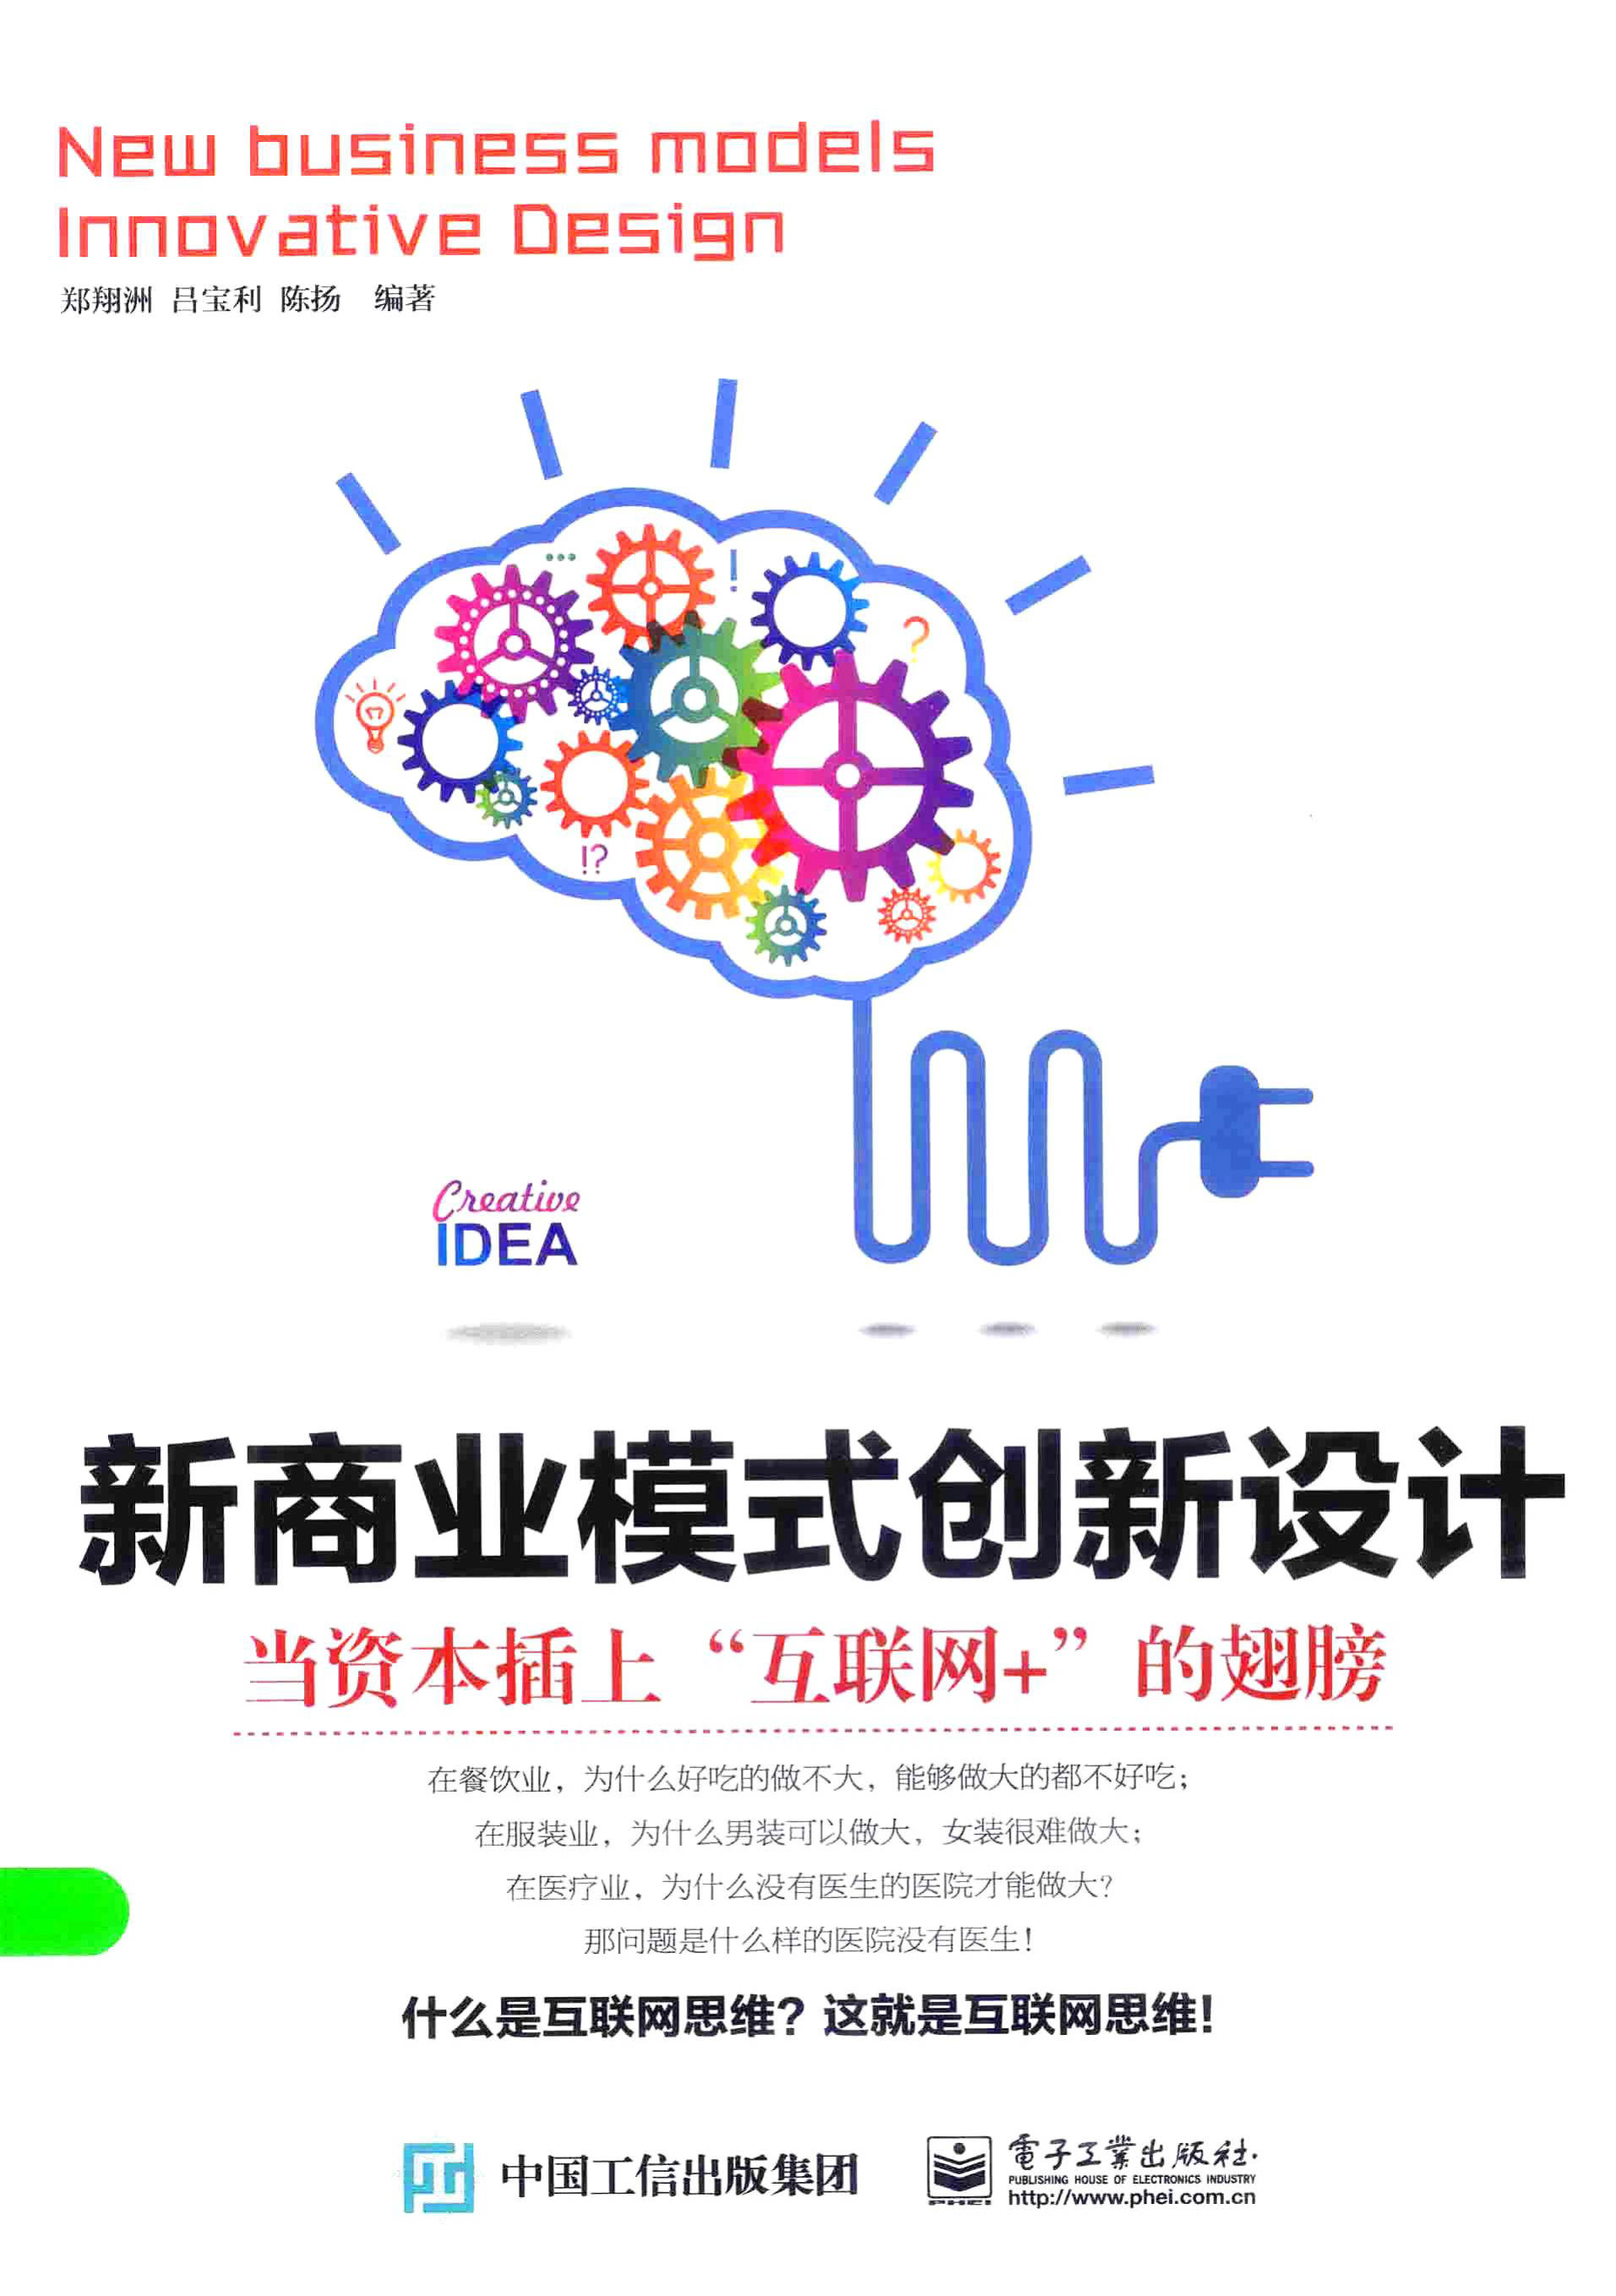 New business models
Innovative Design
郑翔洲 吕宝利 陈扬 编著
...
!
?
!?
Creative
IDEA
新商业模式创新设计
当资本插上“互联网+”的翅膀
在餐饮业，为什么好吃的做不大，能够做大的都不好吃；
在服装业，为什么男装可以做大，女装很难做大；
在医疗业，为什么没有医生的医院才能做大？
那问题是什么样的医院没有医生！
什么是互联网思维？这就是互联网思维！
中国工信出版集团
電子工業出版社·
PUBLISHING HOUSE OF ELECTRONICS INDUSTRY
http://www.phei.com.cn
PHEI